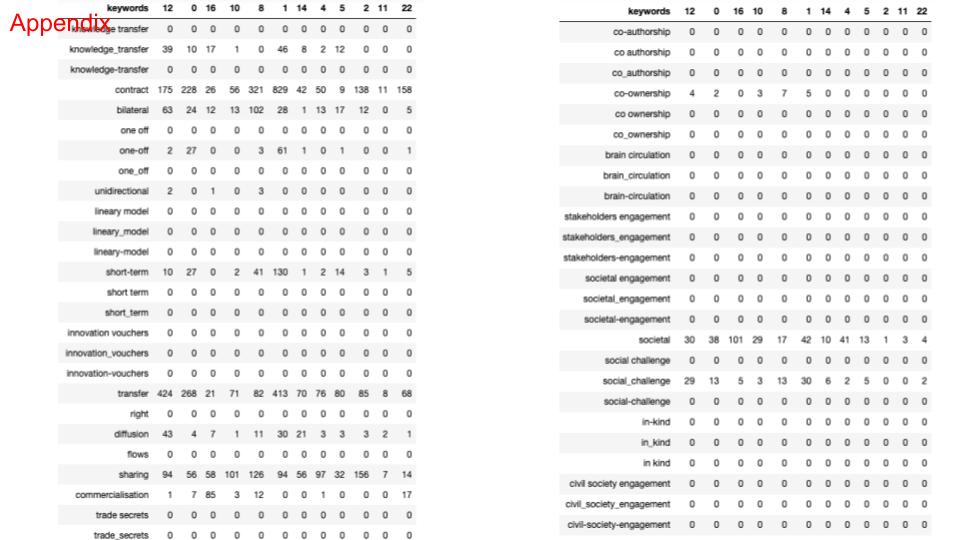 Appendix
keywords 12 0 16 10 8 1 14 4 5 2 11 22
knowledge transfer 0 0 0 0 0 0 0 0 0 0 0 0
knowledge_transfer 39 10 17 1 0 46 8 2 12 0 0 0
knowledge-transfer 0 0 0 0 0 0 0 0 0 0 0 0
contract 175 228 26 56 321 829 42 50 9 138 11 158
bilateral 63 24 12 13 102 28 1 13 17 12 0 5
one off 0 0 0 0 0 0 0 0 0 0 0 0
one-off 2 27 0 0 3 61 1 0 1 0 0 1
one_off 0 0 0 0 0 0 0 0 0 0 0 0
unidirectional 2 0 1 0 3 0 0 0 0 0 0 0
lineary model 0 0 0 0 0 0 0 0 0 0 0 0
lineary_model 0 0 0 0 0 0 0 0 0 0 0 0
lineary-model 0 0 0 0 0 0 0 0 0 0 0 0
short-term 10 27 0 2 41 130 1 2 14 3 1 5
short term 0 0 0 0 0 0 0 0 0 0 0 0
short_term 0 0 0 0 0 0 0 0 0 0 0 0
innovation vouchers 0 0 0 0 0 0 0 0 0 0 0 0
innovation_vouchers 0 0 0 0 0 0 0 0 0 0 0 0
innovation-vouchers 0 0 0 0 0 0 0 0 0 0 0 0
transfer 424 268 21 71 82 413 70 76 80 85 8 68
right 0 0 0 0 0 0 0 0 0 0 0 0
diffusion 43 4 7 1 11 30 21 3 3 3 2 1
flows 0 0 0 0 0 0 0 0 0 0 0 0
sharing 94 56 58 101 126 94 56 97 32 156 7 14
commercialisation 1 7 85 3 12 0 0 1 0 0 0 17
trade secrets 0 0 0 0 0 0 0 0 0 0 0 0
trade_secrets 0 0 0 0 0 0 0 0 0 0 0 0
keywords 12 0 16 10 8 1 14 4 5 2 11 22
co-authorship 0 0 0 0 0 0 0 0 0 0 0 0
co authorship 0 0 0 0 0 0 0 0 0 0 0 0
co_authorship 0 0 0 0 0 0 0 0 0 0 0 0
co-ownership 4 2 0 3 7 5 0 0 0 0 0 0
co ownership 0 0 0 0 0 0 0 0 0 0 0 0
co_ownership 0 0 0 0 0 0 0 0 0 0 0 0
brain circulation 0 0 0 0 0 0 0 0 0 0 0 0
brain_circulation 0 0 0 0 0 0 0 0 0 0 0 0
brain-circulation 0 0 0 0 0 0 0 0 0 0 0 0
stakeholders engagement 0 0 0 0 0 0 0 0 0 0 0 0
stakeholders_engagement 0 0 0 0 0 0 0 0 0 0 0 0
stakeholders-engagement 0 0 0 0 0 0 0 0 0 0 0 0
societal engagement 0 0 0 0 0 0 0 0 0 0 0 0
societal_engagement 0 0 0 0 0 0 0 0 0 0 0 0
societal-engagement 0 0 0 0 0 0 0 0 0 0 0 0
societal 30 38 101 29 17 42 10 41 13 1 3 4
social challenge 0 0 0 0 0 0 0 0 0 0 0 0
social_challenge 29 13 5 3 13 30 6 2 5 0 0 2
social-challenge 0 0 0 0 0 0 0 0 0 0 0 0
in-kind 0 0 0 0 0 0 0 0 0 0 0 0
in_kind 0 0 0 0 0 0 0 0 0 0 0 0
in kind 0 0 0 0 0 0 0 0 0 0 0 0
civil society engagement 0 0 0 0 0 0 0 0 0 0 0 0
civil_society_engagement 0 0 0 0 0 0 0 0 0 0 0 0
civil-society-engagement 0 0 0 0 0 0 0 0 0 0 0 0